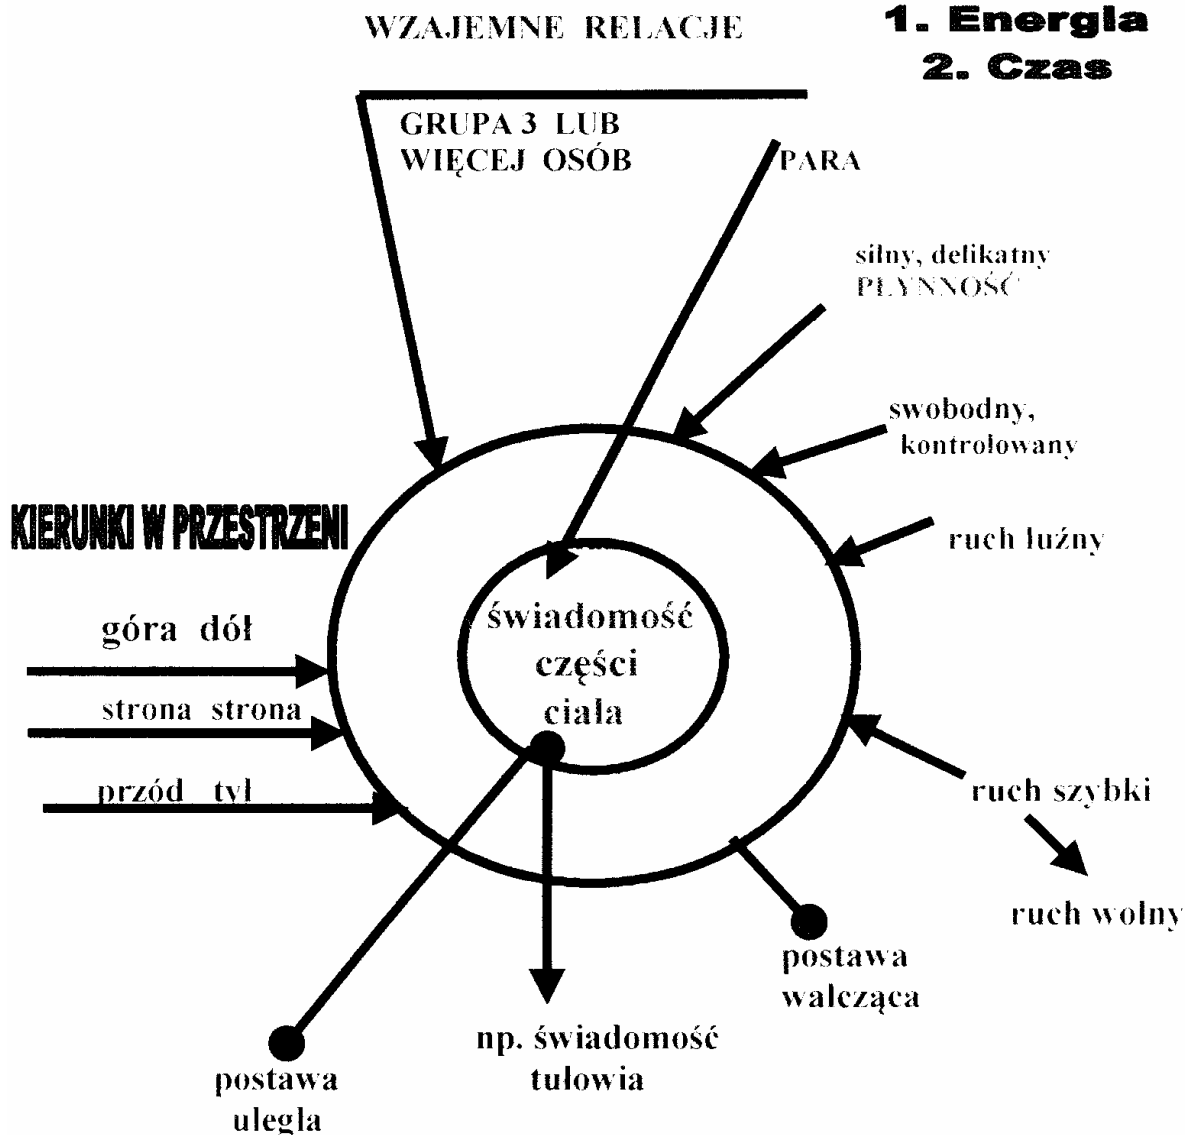 WZAJEMNE RELACJE
1. Energia
2. Czas
GRUPA 3 LUB
WIĘCEJ OSÓB
PARA
silny, delikatny
PŁYNNOŚĆ
swobodny,
kontrolowany
ruch luźny
KIERUNKI W PRZESTRZENI
góra dół
strona strona
przód tył
świadomość
części
ciała
ruch szybki
ruch wolny
postawa
walcząca
np. świadomość
tułowia
postawa
uległa